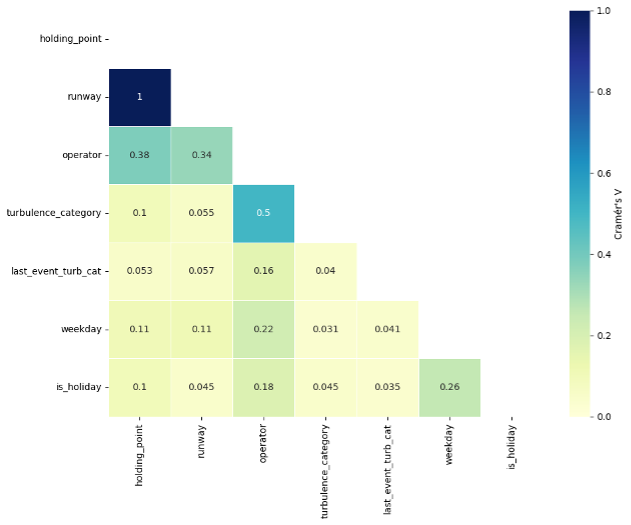 1.0
holding_point
runway
1
0.8
operator
0.38 0.34
0.6
turbulence_category
0.1 0.055 0.5
Cramér's V
0.4
last_event_turb_cat
0.053 0.057 0.16 0.04
weekday
0.11 0.11 0.22 0.031 0.041
0.2
is_holiday
0.1 0.045 0.18 0.045 0.035 0.26
0.0
holding_point
runway
operator
turbulence_category
last_event_turb_cat
weekday
is_holiday